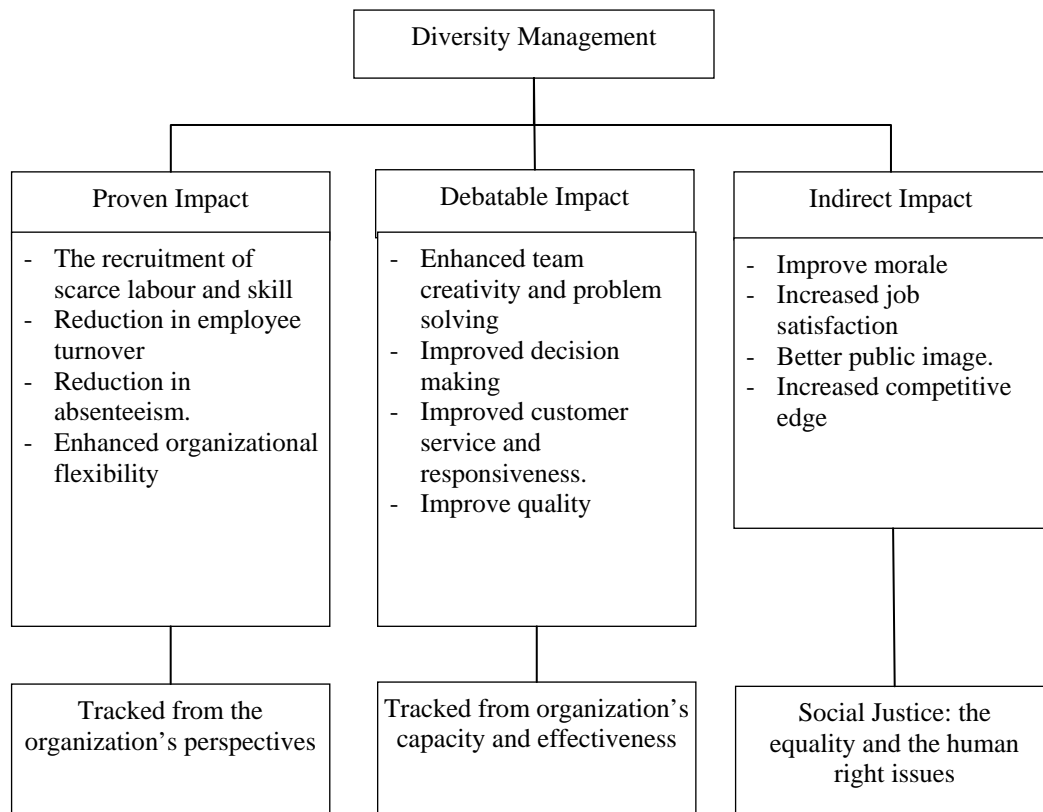 Diversity Management
Proven Impact
- The recruitment of
scarce labour and skill
- Reduction in employee
turnover
- Reduction in
absenteeism.
- Enhanced organizational
flexibility
Tracked from the
organization's perspectives
Debatable Impact
- Enhanced team
creativity and problem
solving
- Improved decision
making
- Improved customer
service and
responsiveness.
- Improve quality
Tracked from organization's
capacity and effectiveness
Indirect Impact
- Improve morale
- Increased job
satisfaction
- Better public image.
- Increased competitive
edge
Social Justice: the
equality and the human
right issues